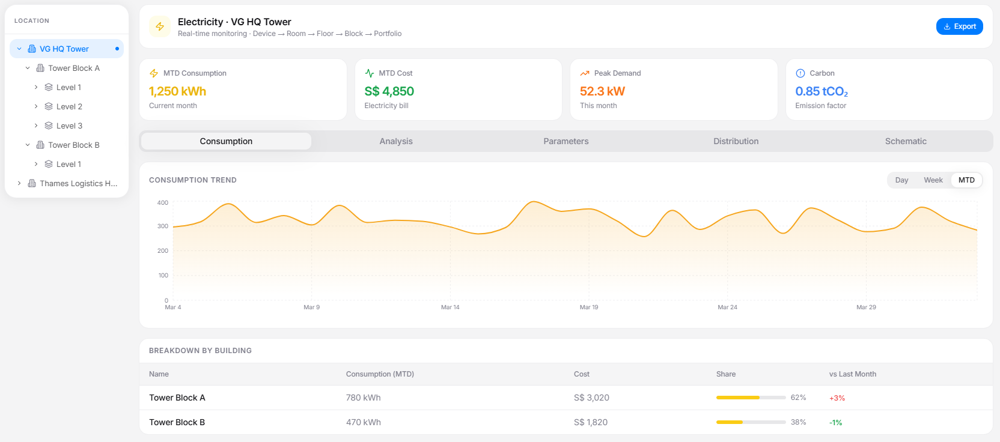 LOCATION
VG HQ Tower
Tower Block A
Level 1
Level 2
Level 3
Tower Block B
Level 1
Thames Logistics H...
Electricity · VG HQ Tower
Real-time monitoring · Device → Room → Floor → Block → Portfolio
Export
MTD Consumption
1,250 kWh
Current month
MTD Cost
S$ 4,850
Electricity bill
Peak Demand
52.3 kW
This month
Carbon
0.85 tCO₂
Emission factor
Consumption Analysis Parameters Distribution Schematic
CONSUMPTION TREND
Day Week MTD
400
300
200
100
0
Mar 4 Mar 9 Mar 14 Mar 19 Mar 24 Mar 29
BREAKDOWN BY BUILDING
Name Consumption (MTD) Cost Share vs Last Month
Tower Block A 780 kWh S$ 3,020 62% +3%
Tower Block B 470 kWh S$ 1,820 38% -1%